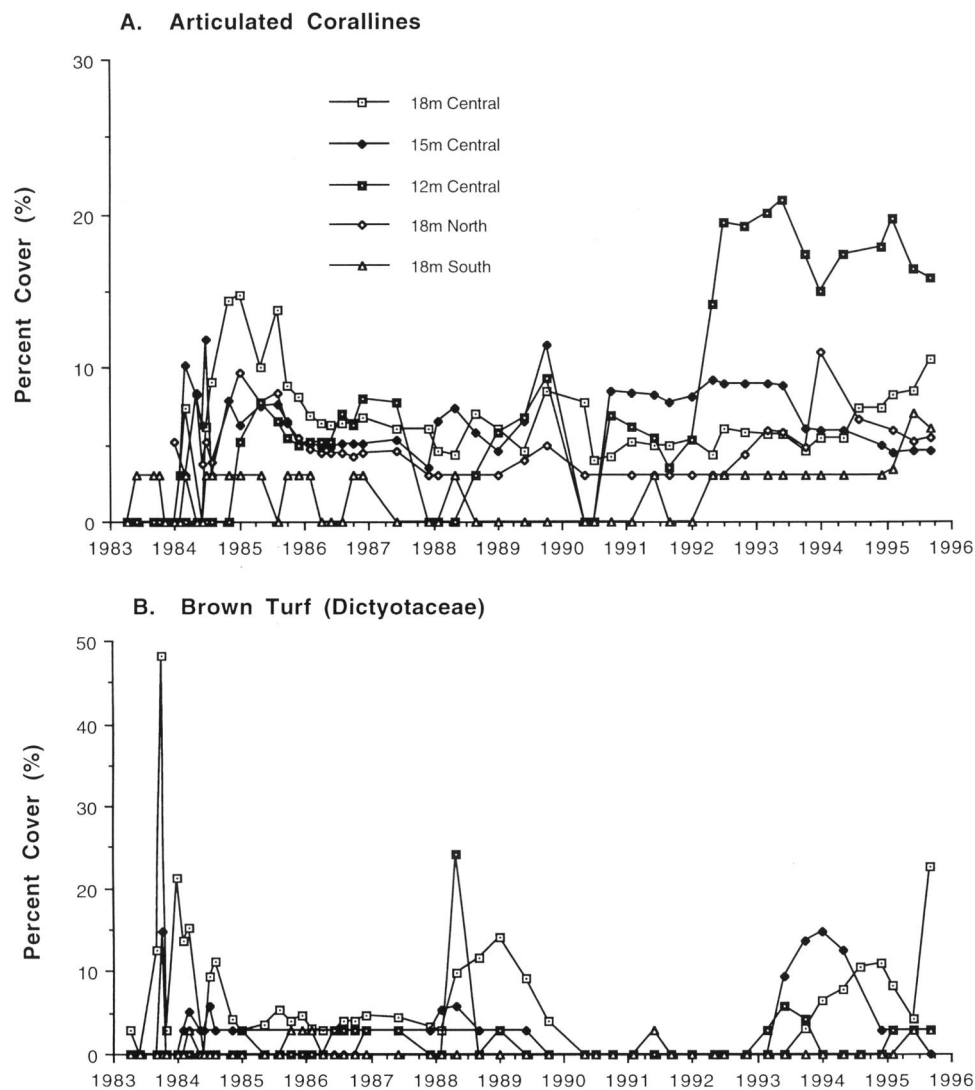 A. Articulated Corallines
Percent Cover (%)
30
20
10
0
18m Central
15m Central
12m Central
18m North
18m South
1983 1984 1985 1986 1987 1988 1989 1990 1991 1992 1993 1994 1995 1996
B. Brown Turf (Dictyotaceae)
Percent Cover (%)
50
40
30
20
10
0
1983 1984 1985 1986 1987 1988 1989 1990 1991 1992 1993 1994 1995 1996